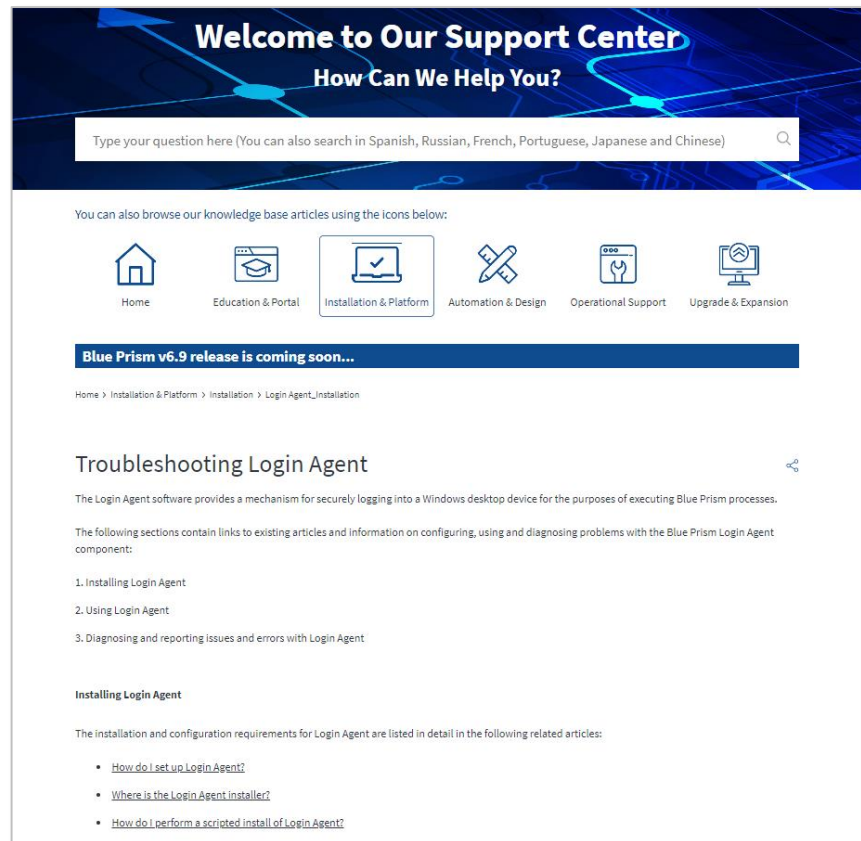 Welcome to Our Support Center
How Can We Help You?
Type your question here (You can also search in Spanish, Russian, French, Portuguese, Japanese and Chinese)
You can also browse our knowledge base articles using the icons below:
Home
Education & Portal
Installation & Platform
Automation & Design
Operational Support
Upgrade & Expansion
Blue Prism v6.9 release is coming soon...
Home > Installation & Platform > Installation > Login Agent_Installation
Troubleshooting Login Agent
The Login Agent software provides a mechanism for securely logging into a Windows desktop device for the purposes of executing Blue Prism processes.
The following sections contain links to existing articles and information on configuring, using and diagnosing problems with the Blue Prism Login Agent
component:
1. Installing Login Agent
2. Using Login Agent
3. Diagnosing and reporting issues and errors with Login Agent
Installing Login Agent
The installation and configuration requirements for Login Agent are listed in detail in the following related articles:
• How do I set up Login Agent?
• Where is the Login Agent installer?
• How do I perform a scripted install of Login Agent?